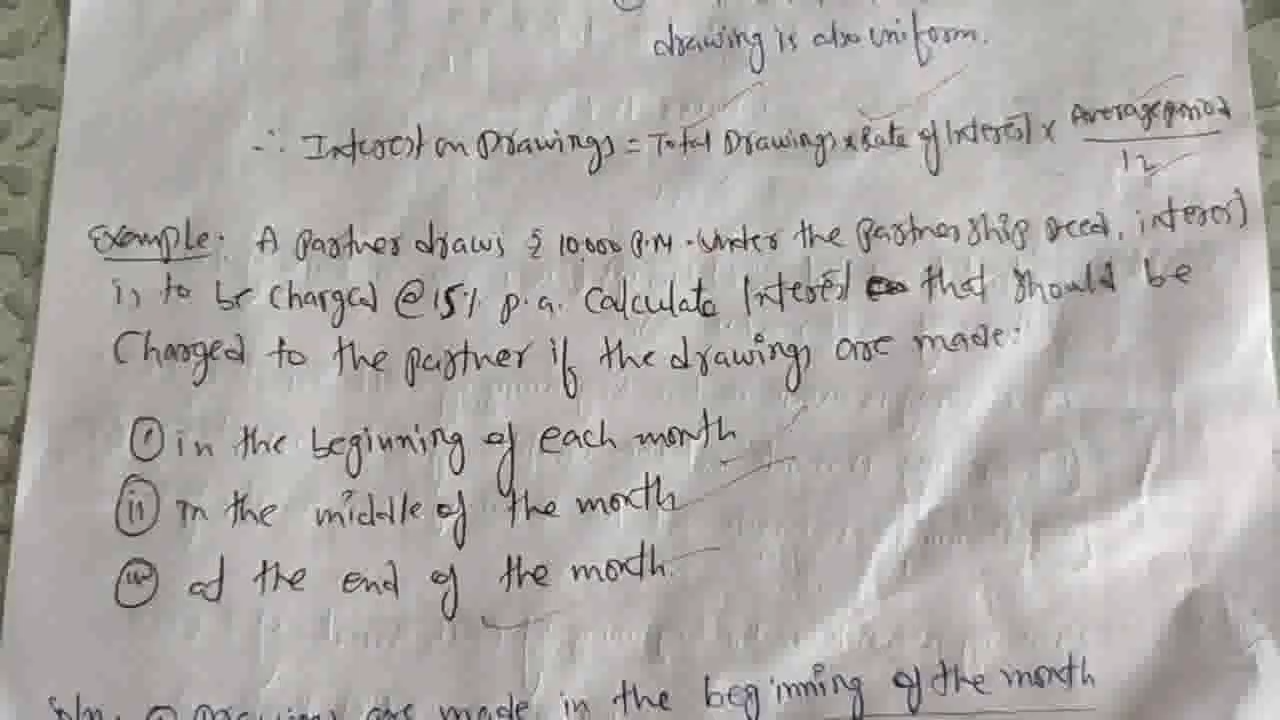 drawing is also uniform.
∴ Interest on Drawings = Total Drawings × Rate of Interest × Average period / 12
Example: A partner draws ₹ 10,000 P.M. Under the partnership deed, interest
is to be charged @ 15% p.a. Calculate Interest that should be
Charged to the partner if the drawings are made:
(i) in the beginning of each month
(ii) in the middle of the month
(iii) at the end of the month.
Soln. drawings are made in the beginning of the month